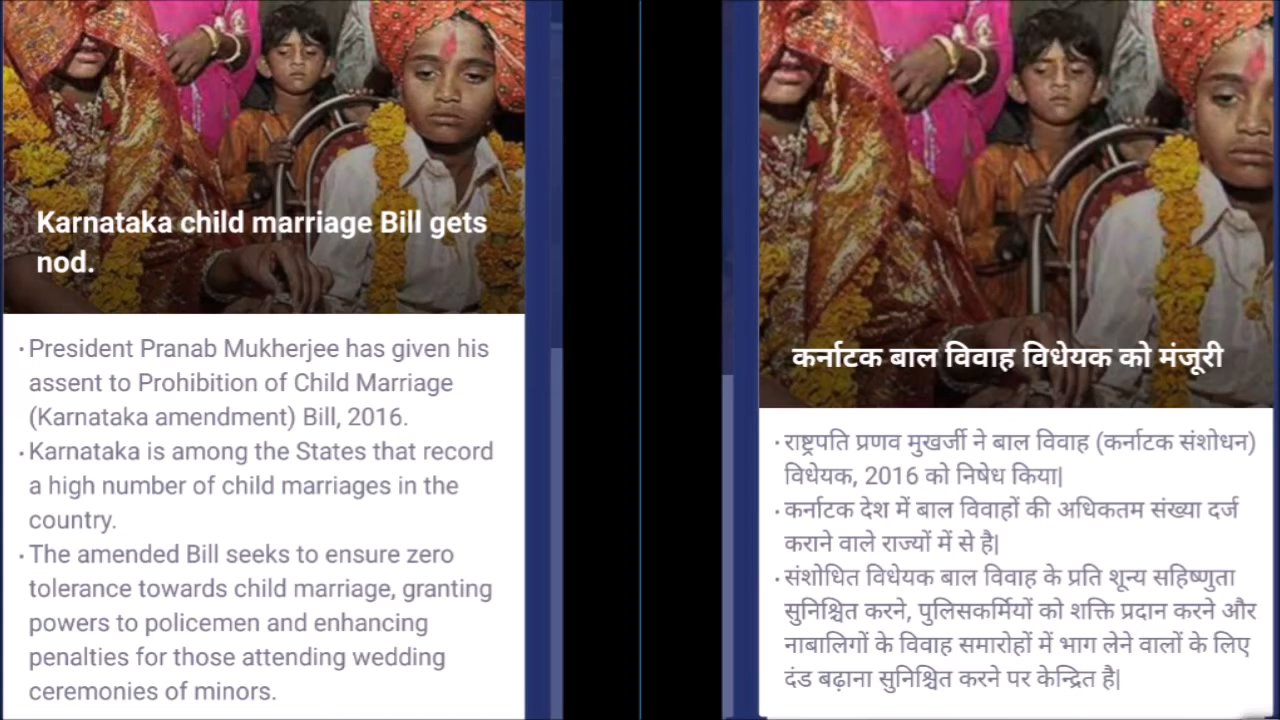 Karnataka child marriage Bill gets
nod.
· President Pranab Mukherjee has given his
assent to Prohibition of Child Marriage
(Karnataka amendment) Bill, 2016.
· Karnataka is among the States that record
a high number of child marriages in the
country.
· The amended Bill seeks to ensure zero
tolerance towards child marriage, granting
powers to policemen and enhancing
penalties for those attending wedding
ceremonies of minors.
कर्नाटक बाल विवाह विधेयक को मंजूरी
· राष्ट्रपति प्रणव मुखर्जी ने बाल विवाह (कर्नाटक संशोधन)
विधेयक, 2016 को निषेध किया|
· कर्नाटक देश में बाल विवाहों की अधिकतम संख्या दर्ज
कराने वाले राज्यों में से है|
· संशोधित विधेयक बाल विवाह के प्रति शून्य सहिष्णुता
सुनिश्चित करने, पुलिसकर्मियों को शक्ति प्रदान करने और
नाबालिगों के विवाह समारोहों में भाग लेने वालों के लिए
दंड बढ़ाना सुनिश्चित करने पर केन्द्रित है|